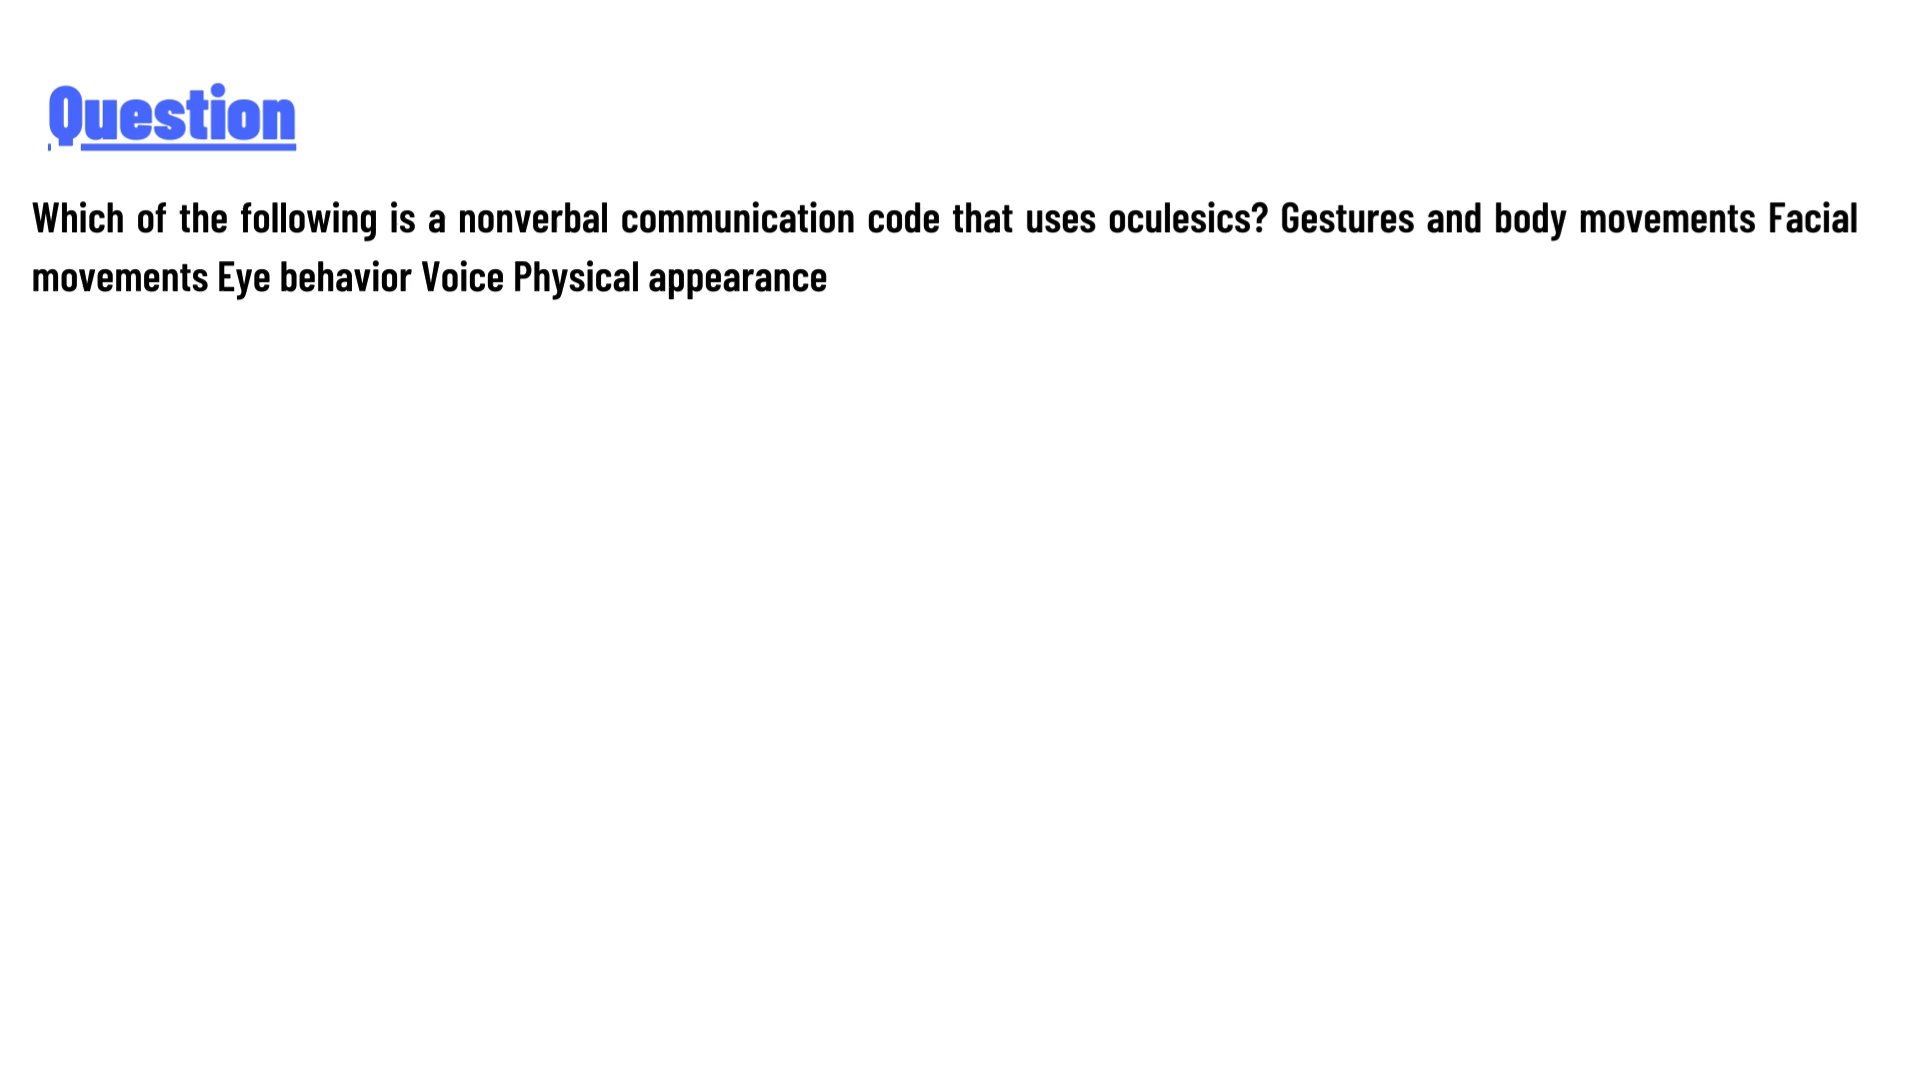 Question
Which of the following is a nonverbal communication code that uses oculesics? Gestures and body movements Facial
movements Eye behavior Voice Physical appearance